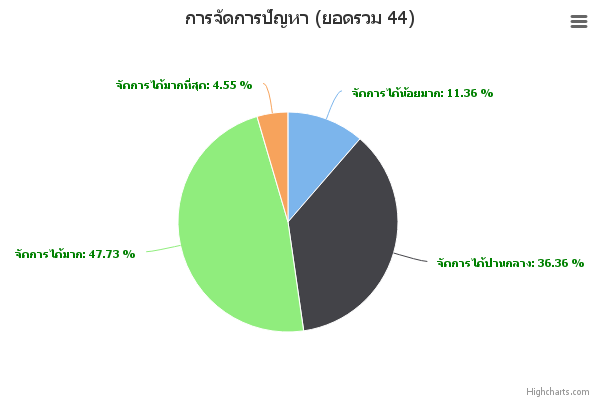 การจัดการปัญหา (ยอดรวม 44)
จัดการได้มากที่สุด: 4.55 %
จัดการได้น้อยมาก: 11.36 %
จัดการได้มาก: 47.73 %
จัดการได้ปานกลาง: 36.36 %
Highcharts.com